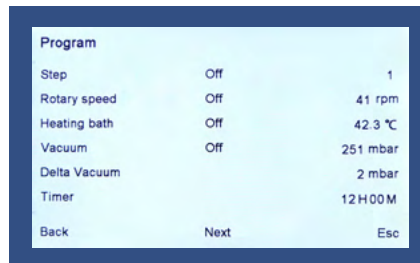 Program
Step Off 1
Rotary speed Off 41 rpm
Heating bath Off 42.3 ℃
Vacuum Off 251 mbar
Delta Vacuum 2 mbar
Timer 12H00M
Back Next Esc